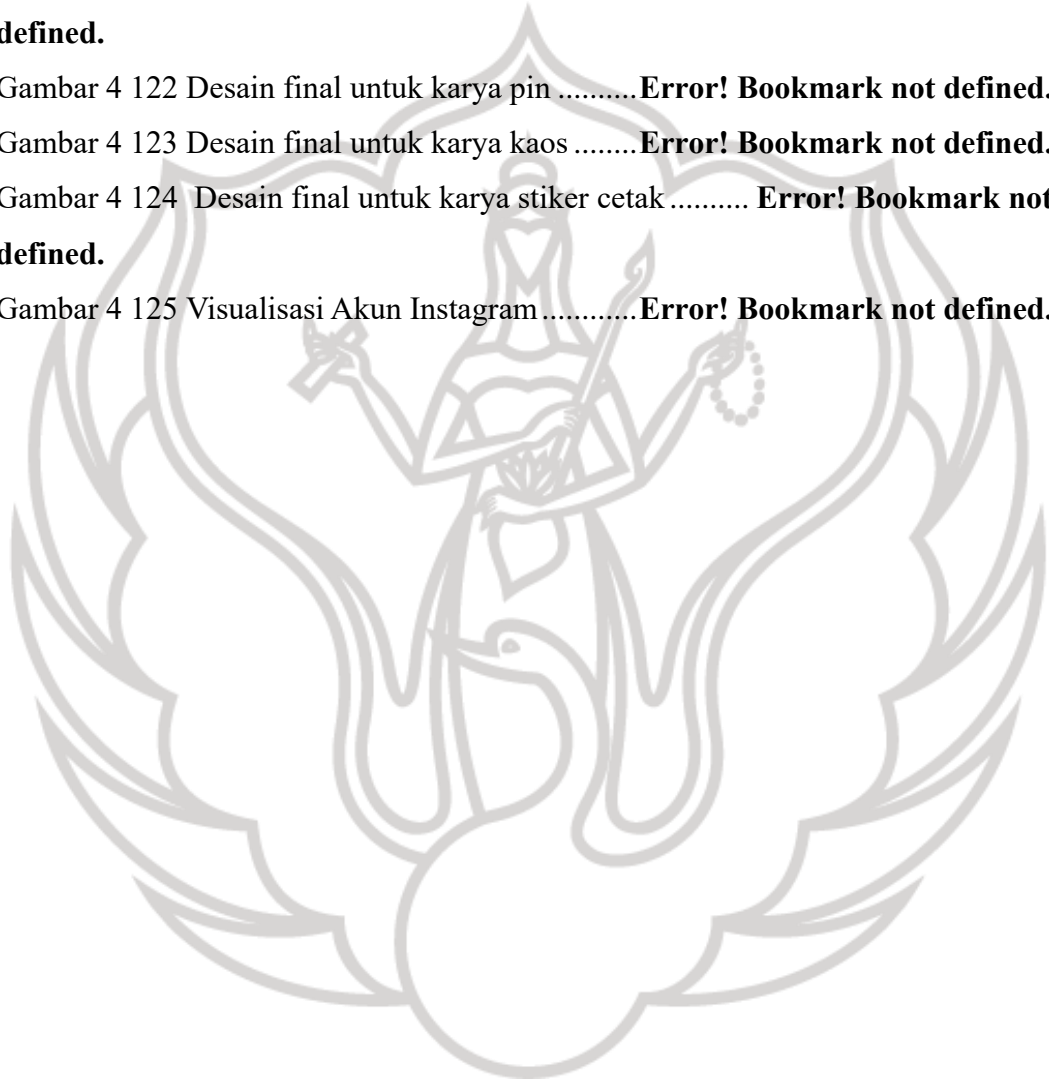 defined.
Gambar 4 122 Desain final untuk karya pin ..........Error! Bookmark not defined.
Gambar 4 123 Desain final untuk karya kaos ........Error! Bookmark not defined.
Gambar 4 124  Desain final untuk karya stiker cetak .......... Error! Bookmark not
defined.
Gambar 4 125 Visualisasi Akun Instagram............Error! Bookmark not defined.